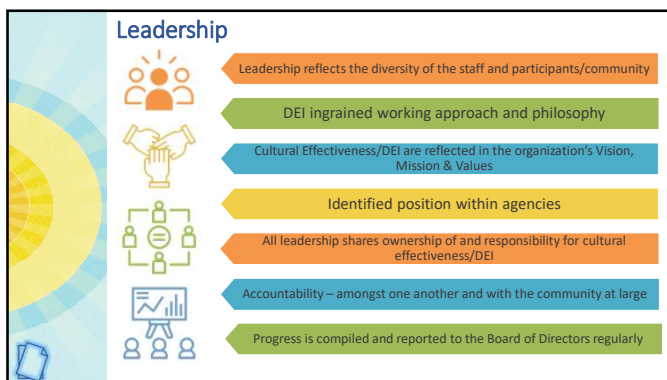 Leadership
Leadership reflects the diversity of the staff and participants/community
DEI ingrained working approach and philosophy
Cultural Effectiveness/DEI are reflected in the organization's Vision,
Mission & Values
Identified position within agencies
All leadership shares ownership of and responsibility for cultural
effectiveness/DEI
Accountability – amongst one another and with the community at large
Progress is compiled and reported to the Board of Directors regularly